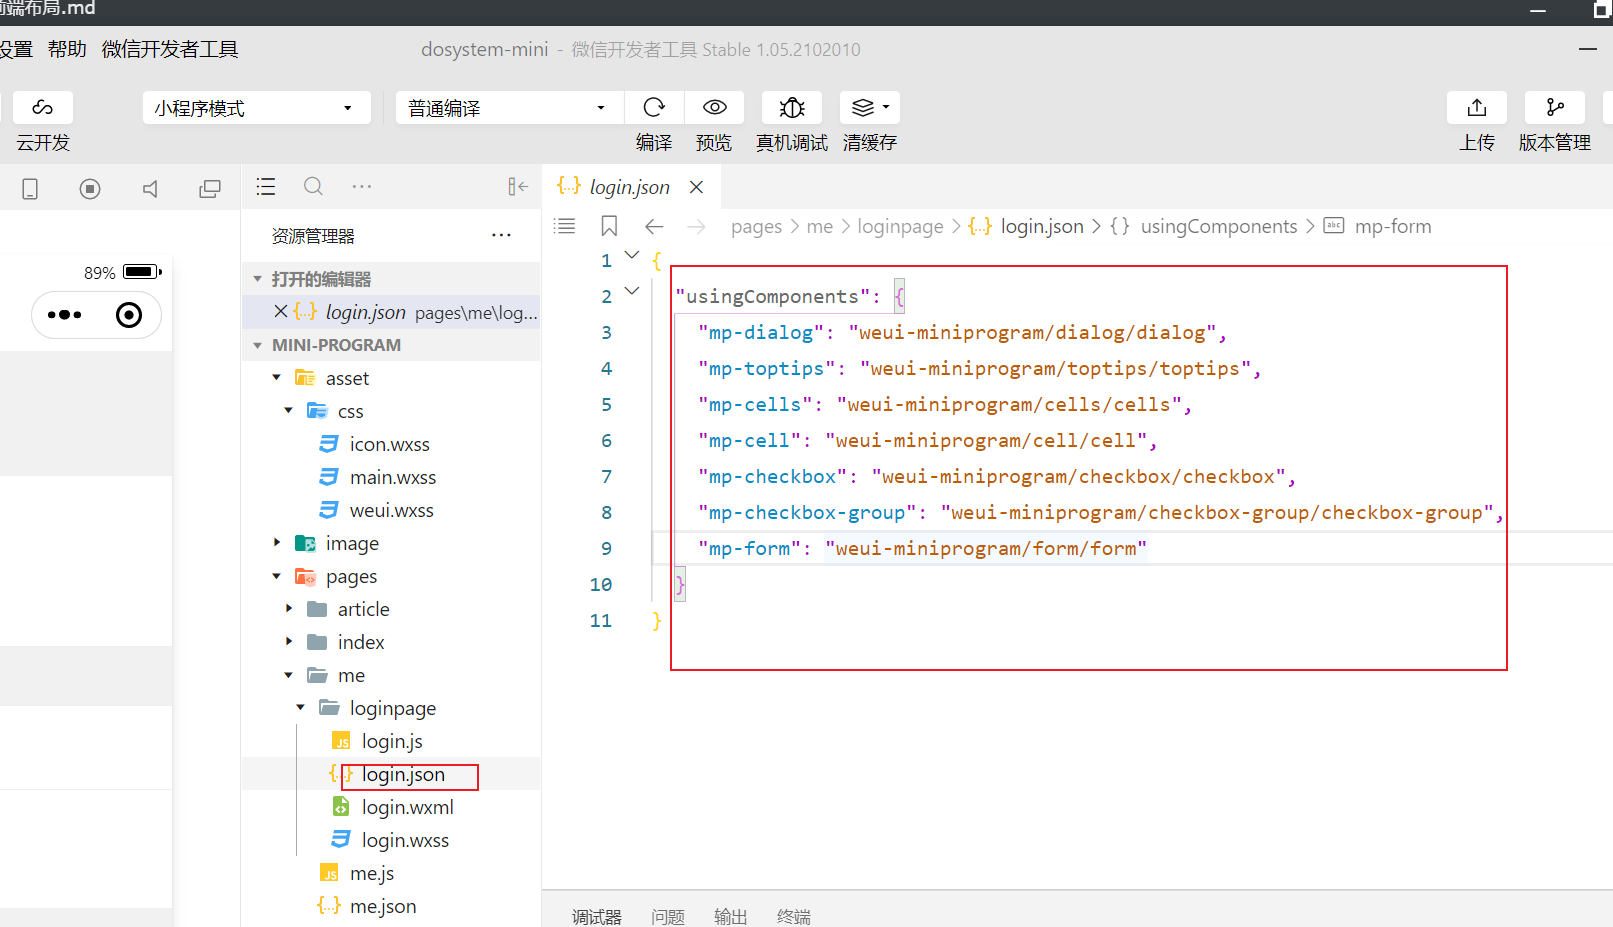 端布局.md
设置 帮助 微信开发者工具
dosystem-mini - 微信开发者工具 Stable 1.05.2102010
小程序模式
普通编译
云开发
编译 预览 真机调试 清缓存
上传 版本管理
login.json
资源管理器
pages > me > loginpage > {..} login.json > {} usingComponents > abc mp-form
89%
打开的编辑器
{..} login.json pages\me\log...
MINI-PROGRAM
asset
css
icon.wxss
main.wxss
weui.wxss
image
pages
article
index
me
loginpage
JS login.js
{..} login.json
login.wxml
login.wxss
JS me.js
{..} me.json
1 {
2 "usingComponents": {
3 "mp-dialog": "weui-miniprogram/dialog/dialog",
4 "mp-toptips": "weui-miniprogram/toptips/toptips",
5 "mp-cells": "weui-miniprogram/cells/cells",
6 "mp-cell": "weui-miniprogram/cell/cell",
7 "mp-checkbox": "weui-miniprogram/checkbox/checkbox",
8 "mp-checkbox-group": "weui-miniprogram/checkbox-group/checkbox-group",
9 "mp-form": "weui-miniprogram/form/form"
10 }
11 }
调试器 问题 输出 终端